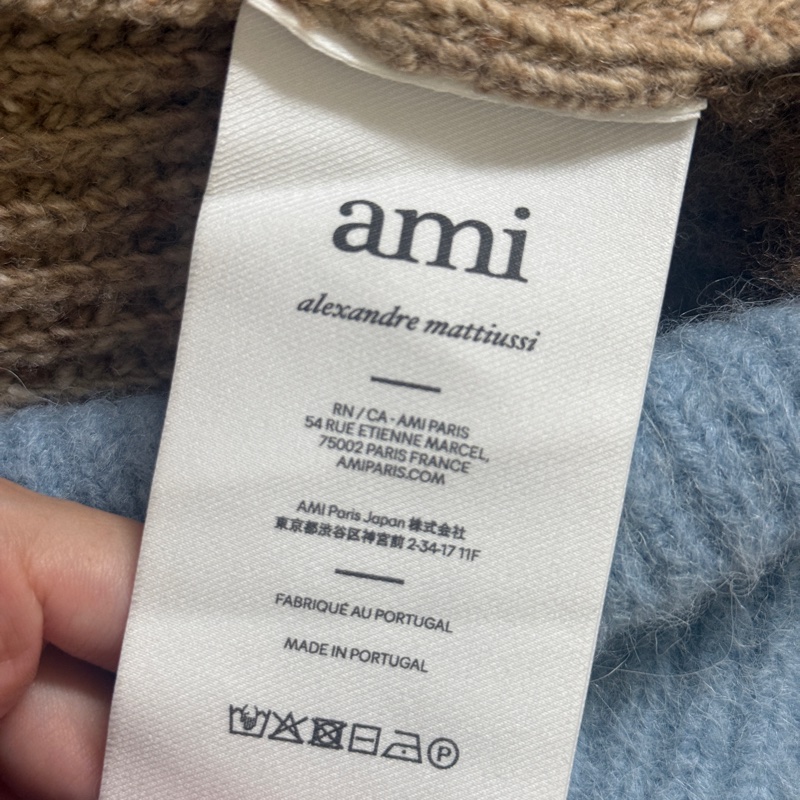 ami
alexandre mattiussi
RN / CA - AMI PARIS
54 RUE ETIENNE MARCEL,
75002 PARIS FRANCE
AMIPARIS.COM
AMI Paris Japan 株式会社
東京都渋谷区神宮前 2-34-17 11F
FABRIQUÉ AU PORTUGAL
MADE IN PORTUGAL
P